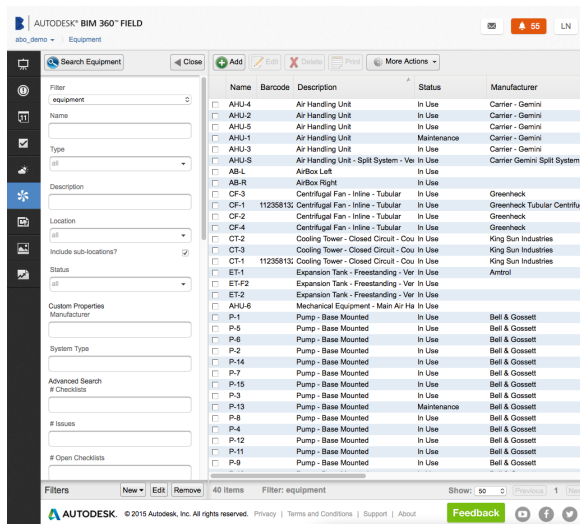 AUTODESK® BIM 360™ FIELD
abo_demo Equipment
55 LN
Search Equipment Close Add Edit Delete Print More Actions
Filter
equipment
Name
Type
all
Description
Location
all
Include sub-locations?
Status
all
Custom Properties
Manufacturer
System Type
Advanced Search
# Checklists
# Issues
# Open Checklists
Filters New Edit Remove
Name Barcode Description Status Manufacturer
AHU-4 Air Handling Unit In Use Carrier - Gemini
AHU-2 Air Handling Unit In Use Carrier - Gemini
AHU-5 Air Handling Unit In Use Carrier - Gemini
AHU-1 Air Handling Unit Maintenance Carrier - Gemini
AHU-3 Air Handling Unit In Use Carrier - Gemini
AHU-S Air Handling Unit - Split System - Ve In Use Carrier Gemini Split System
AB-L AirBox Left In Use
AB-R AirBox Right In Use
CF-3 Centrifugal Fan - Inline - Tubular In Use Greenheck
CF-1 112358132 Centrifugal Fan - Inline - Tubular In Use Greenheck Tubular Centrifu
CF-2 Centrifugal Fan - Inline - Tubular In Use Greenheck
CF-4 Centrifugal Fan - Inline - Tubular In Use Greenheck
CT-2 Cooling Tower - Closed Circuit - Cou In Use King Sun Industries
CT-3 Cooling Tower - Closed Circuit - Cou In Use King Sun Industries
CT-1 112358132 Cooling Tower - Closed Circuit - Cou In Use King Sun Industries
ET-1 Expansion Tank - Freestanding - Ver In Use Amtrol
ET-F2 Expansion Tank - Freestanding - Ver In Use
ET-2 Expansion Tank - Freestanding - Ver In Use
AHU-6 Mechanical Equipment - Main Air Ha In Use
P-1 Pump - Base Mounted In Use Bell & Gossett
P-5 Pump - Base Mounted In Use Bell & Gossett
P-6 Pump - Base Mounted In Use Bell & Gossett
P-2 Pump - Base Mounted In Use Bell & Gossett
P-14 Pump - Base Mounted In Use Bell & Gossett
P-7 Pump - Base Mounted In Use Bell & Gossett
P-15 Pump - Base Mounted In Use Bell & Gossett
P-3 Pump - Base Mounted In Use Bell & Gossett
P-13 Pump - Base Mounted Maintenance Bell & Gossett
P-8 Pump - Base Mounted In Use Bell & Gossett
P-4 Pump - Base Mounted In Use Bell & Gossett
P-12 Pump - Base Mounted In Use Bell & Gossett
P-11 Pump - Base Mounted In Use Bell & Gossett
P-9 Pump - Base Mounted In Use Bell & Gossett
40 Items Filter: equipment Show: 50 Previous 1
AUTODESK. © 2015 Autodesk, Inc. All rights reserved. Privacy | Terms and Conditions | Support | About Feedback